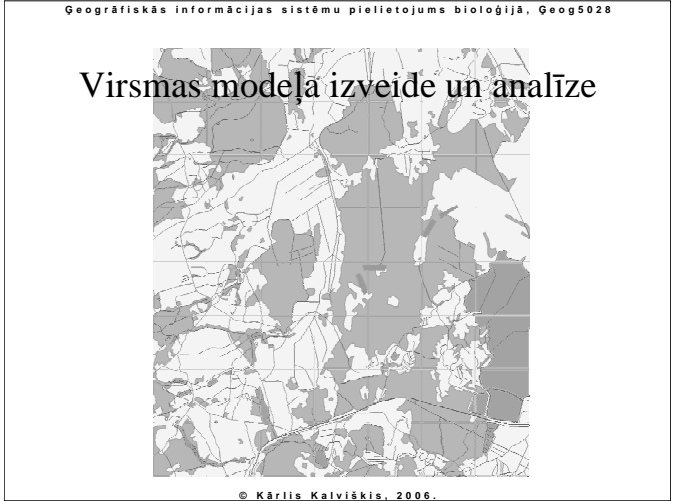 Ģeogrāfiskās informācijas sistēmu pielietojums bioloģijā, Ģeog5028
Virsmas modeļa izveide un analīze
© Kārlis Kalviškis, 2006.